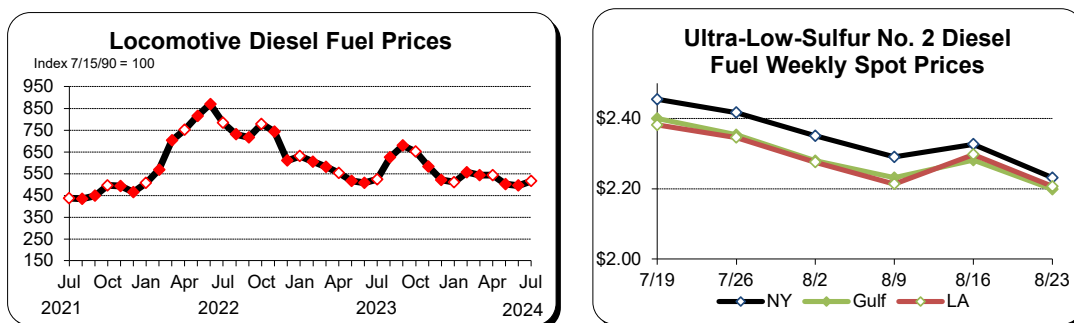 Locomotive Diesel Fuel Prices
Index 7/15/90 = 100
950
850
750
650
550
450
350
250
150
Jul Oct Jan Apr Jul Oct Jan Apr Jul Oct Jan Apr Jul
2021 2022 2023 2024
Ultra-Low-Sulfur No. 2 Diesel
Fuel Weekly Spot Prices
$2.40
$2.20
$2.00
7/19 7/26 8/2 8/9 8/16 8/23
NY Gulf LA